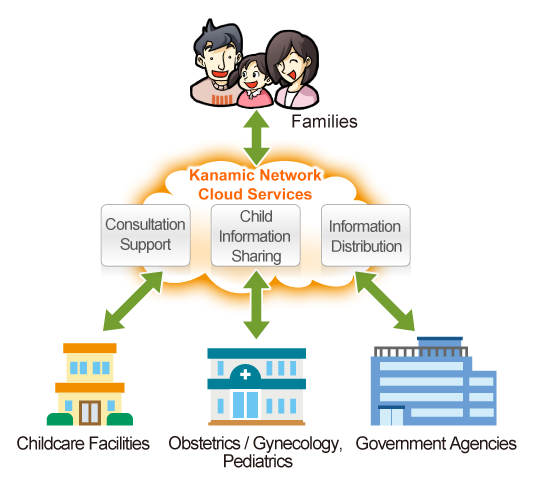 Families
Kanamic Network
Cloud Services
Consultation
Support
Child
Information
Sharing
Information
Distribution
Childcare Facilities
Obstetrics / Gynecology,
Pediatrics
Government Agencies